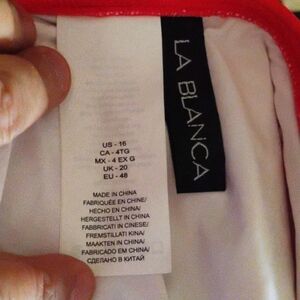 LA BLANCA
US - 16
CA - 4TG
MX - 4 EX G
UK - 20
EU - 48
MADE IN CHINA
FABRIQUÉE EN CHINE/
HECHO EN CHINA/
HERGESTELLT IN CHINA/
FABBRICATI IN CINESE/
FREMSTILLATI KINA/
MAAKTEN IN CHINA/
FABRICADO EM CHINA/
СДЕЛАНО В КИТАЙ